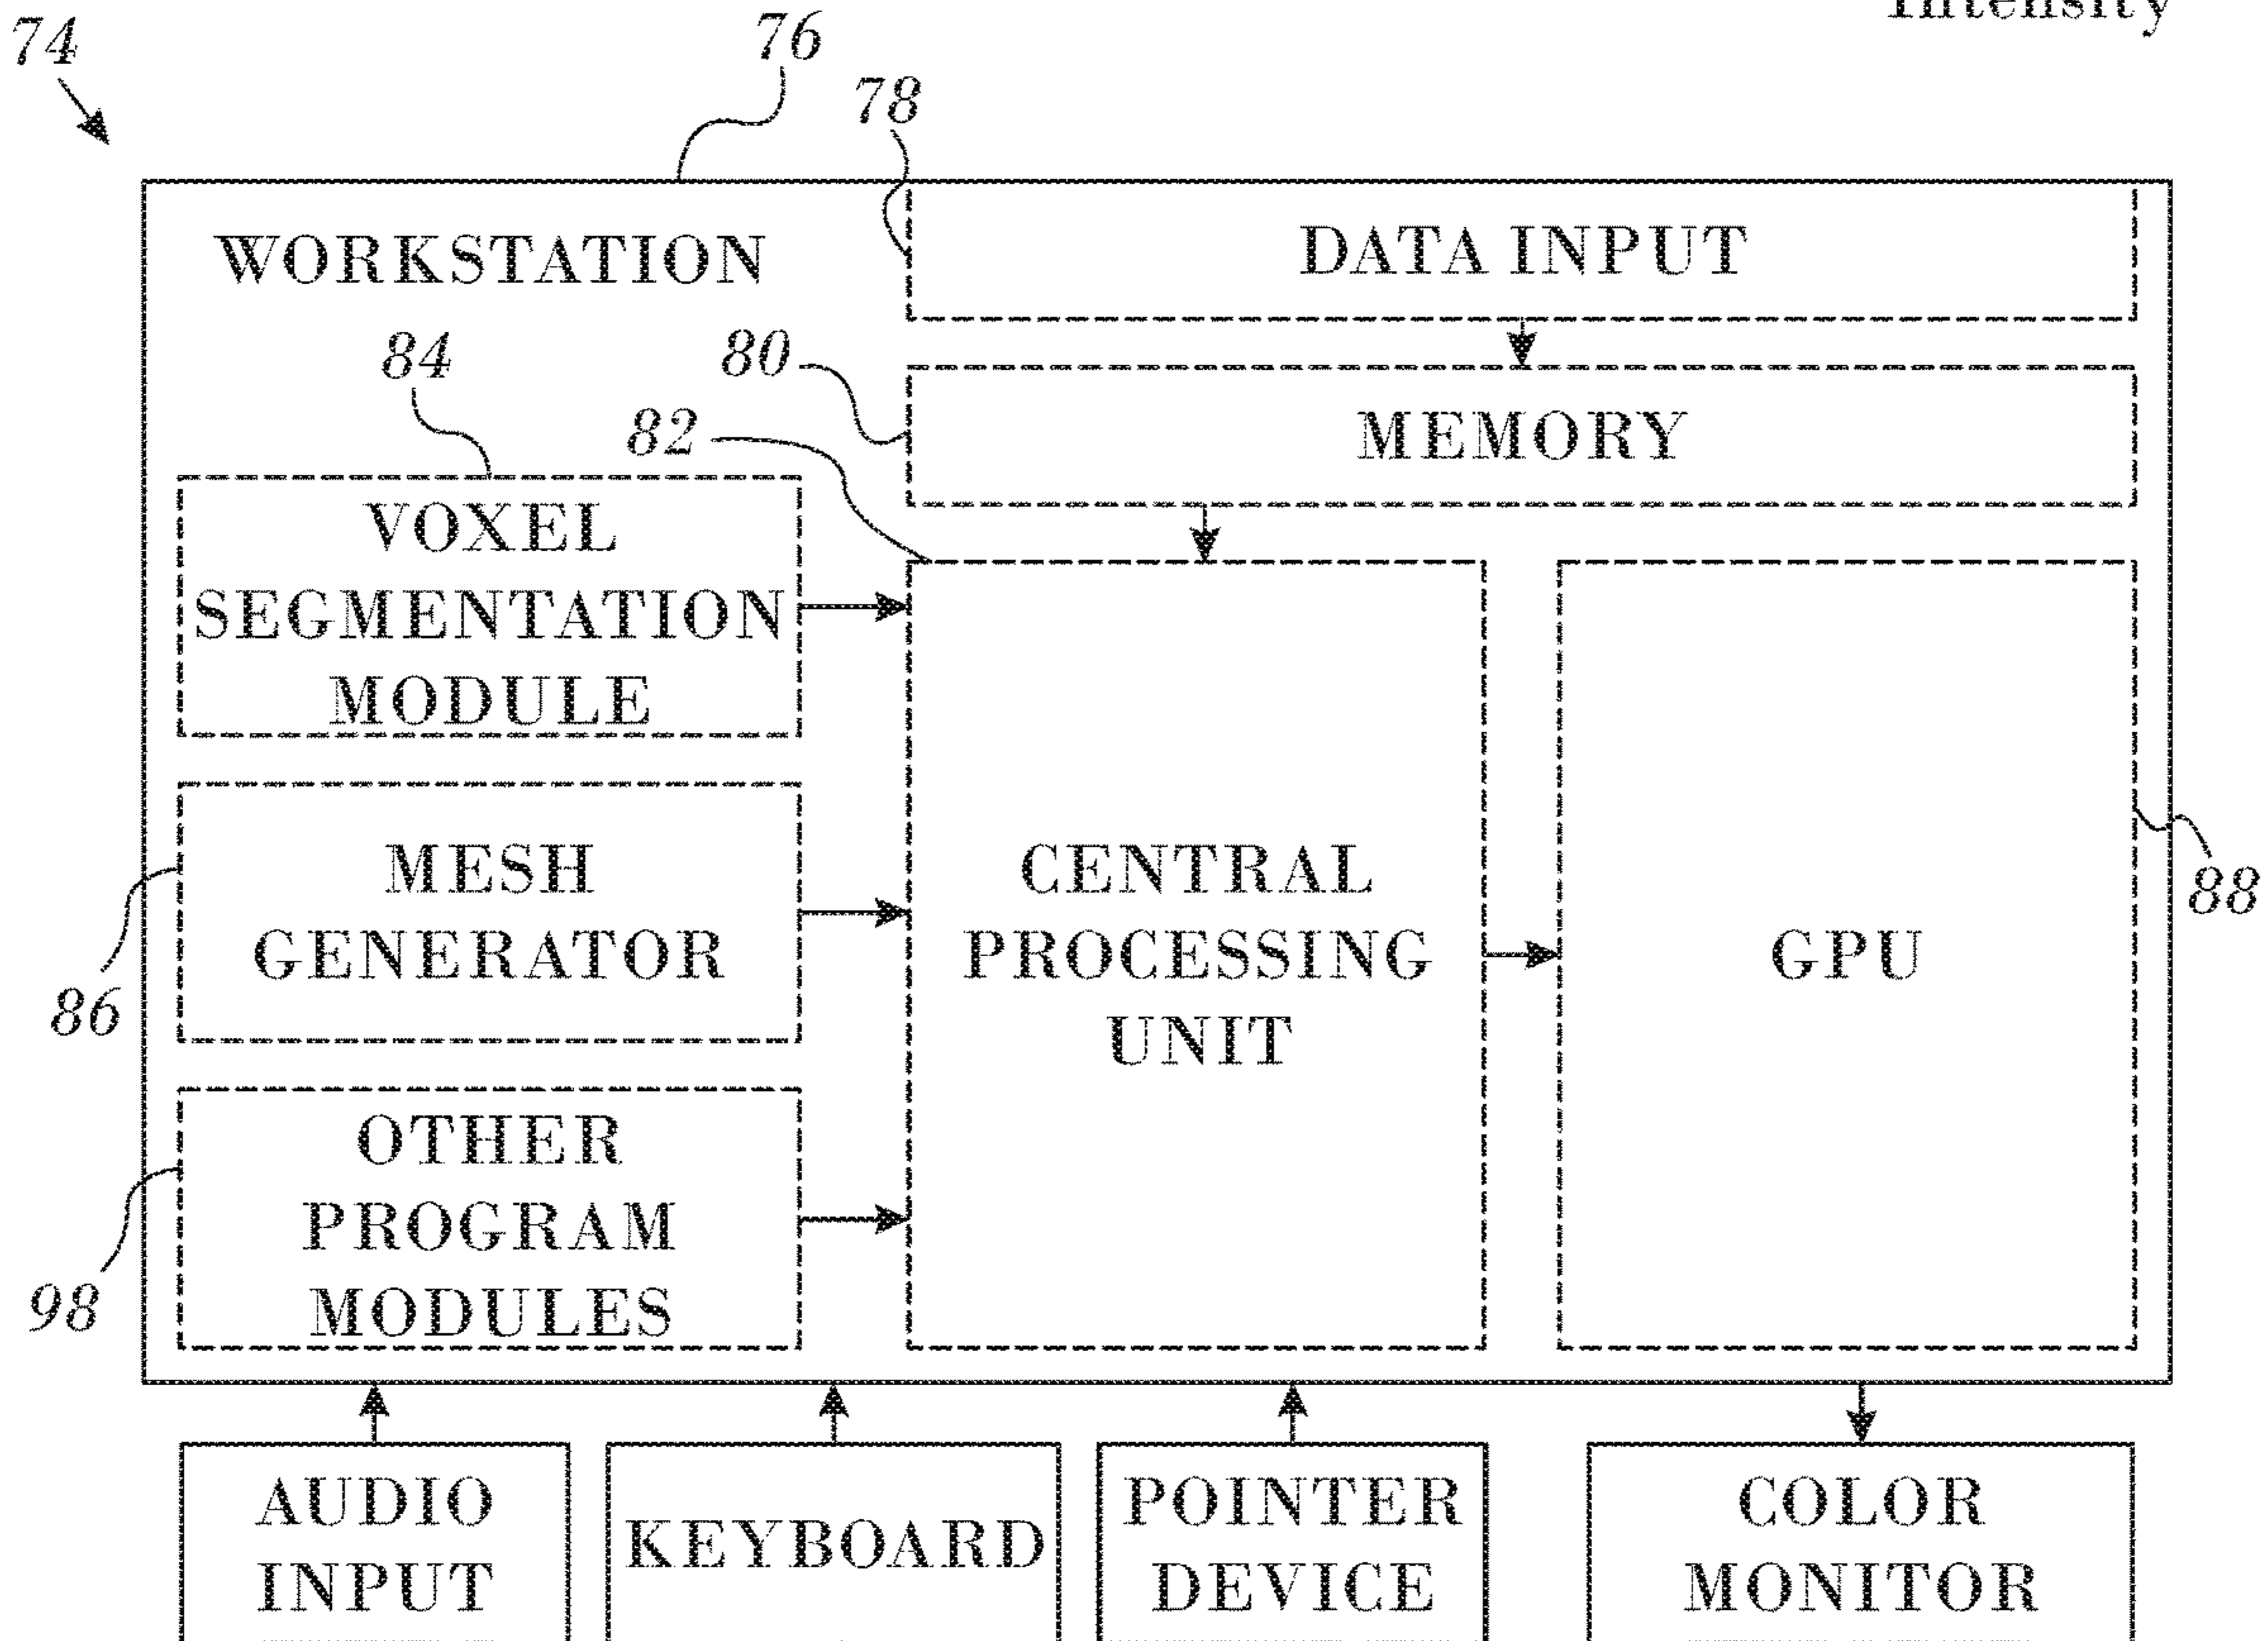 Intensity
74
76
78
WORKSTATION
DATA INPUT
84
80
82
MEMORY
VOXEL
SEGMENTATION
MODULE
MESH
GENERATOR
86
CENTRAL
PROCESSING
UNIT
GPU
88
OTHER
PROGRAM
MODULES
98
AUDIO
INPUT
KEYBOARD
POINTER
DEVICE
COLOR
MONITOR